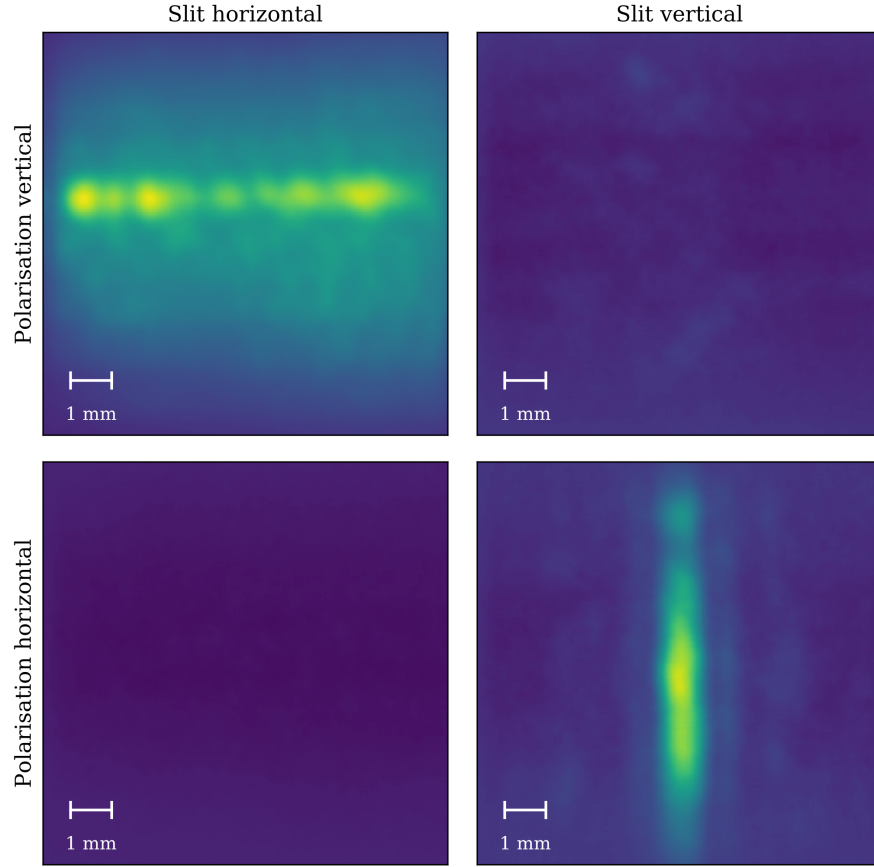 Slit horizontal
Slit vertical
Polarisation vertical
1 mm
1 mm
Polarisation horizontal
1 mm
1 mm